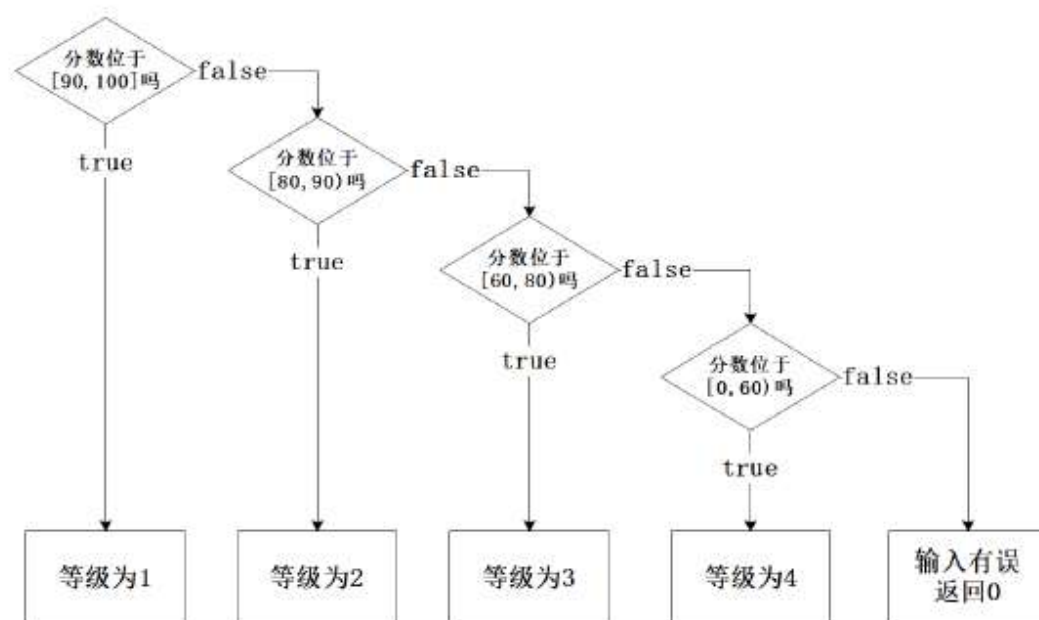 分数位于
[90,100]吗
false
true
分数位于
[80,90)吗
false
true
分数位于
[60,80)吗
false
true
分数位于
[0,60)吗
false
true
等级为1
等级为2
等级为3
等级为4
输入有误
返回0